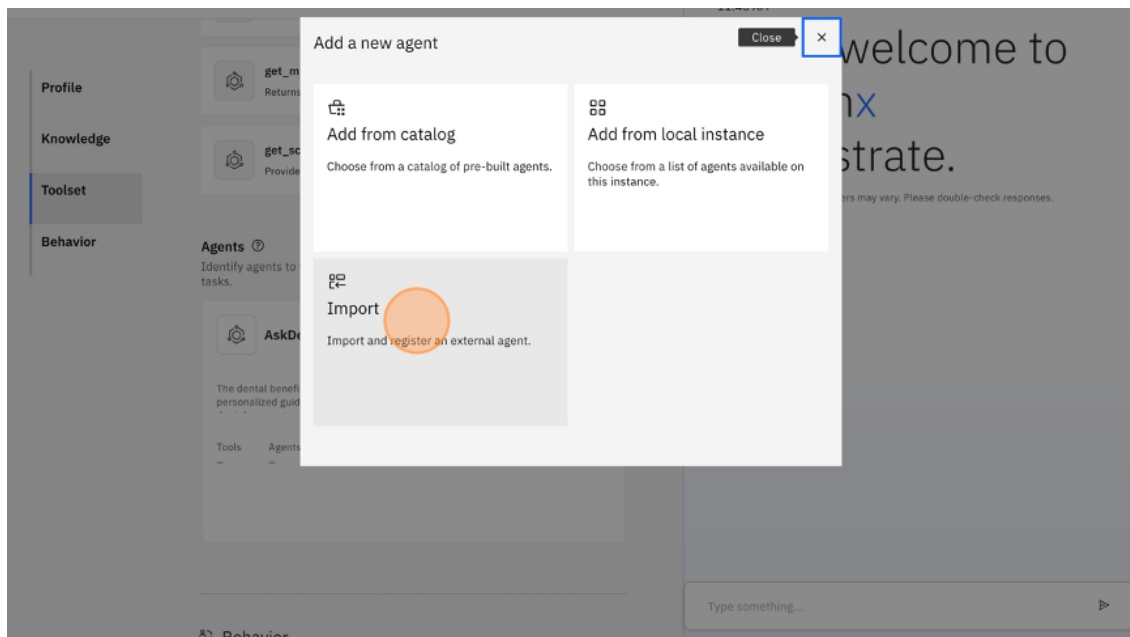 Add a new agent
Close
welcome to
Profile
get_m
Returns
Add from catalog
Choose from a catalog of pre-built agents.
Add from local instance
Choose from a list of agents available on
this instance.
x
Knowledge
get_sc
Provide
strate.
Toolset
ers may vary. Please double-check responses.
Behavior
Agents
Identify agents to
tasks.
Import
Import and register an external agent.
AskDe
The dental benefi
personalized guid
Tools
Agents
–
–
Type something...
Behavior